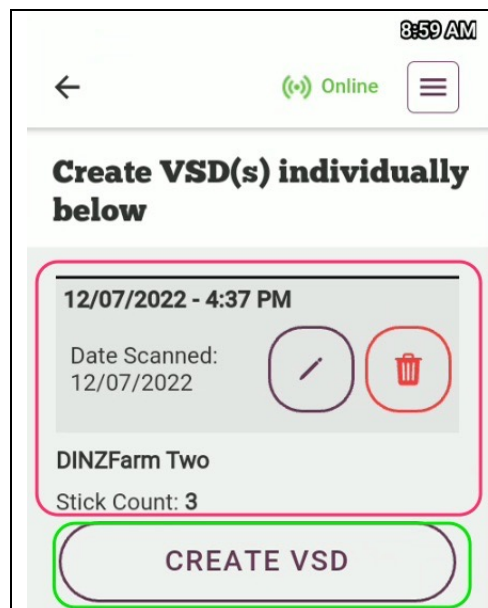 8:59 AM
Online
Create VSD(s) individually
below
12/07/2022 - 4:37 PM
Date Scanned:
12/07/2022
DINZFarm Two
Stick Count: 3
CREATE VSD